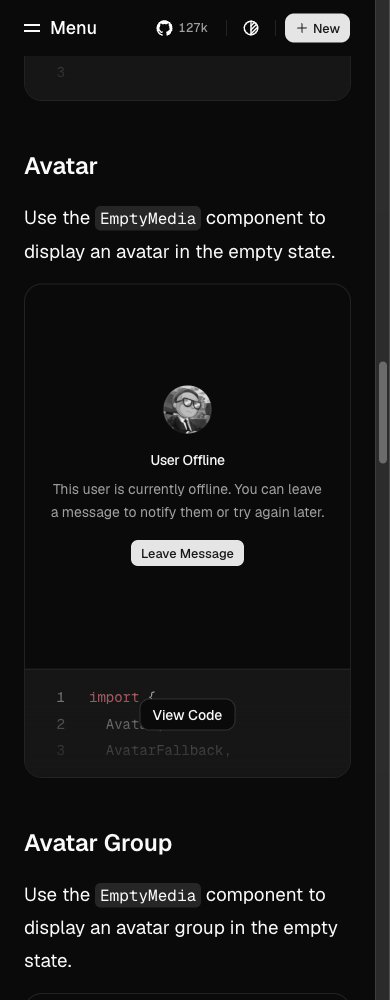 Menu
127k
New
3
Avatar
Use the EmptyMedia component to
display an avatar in the empty state.
User Offline
This user is currently offline. You can leave
a message to notify them or try again later.
Leave Message
1 import {
View Code
2
3 AvatarFallback,
Avatar Group
Use the EmptyMedia component to
display an avatar group in the empty
state.